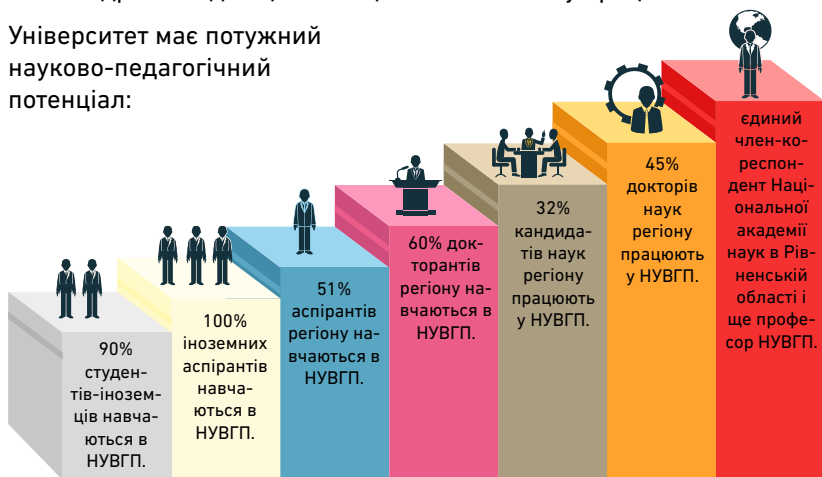 Університет має потужний
науково-педагогічний
потенціал:
90%
студен-
тів-інозем-
ців навча-
ються в
НУВГП.
100%
іноземних
аспірантів
навча-
ються в
НУВГП.
51%
аспірантів
регіону на-
вчаються в
НУВГП.
60% док-
торантів
регіону на-
вчаються в
НУВГП.
32%
кандида-
тів наук
регіону
працюють
у НУВГП.
45%
докторів
наук
регіону
працюють
у НУВГП.
єдиний
член-ко-
респон-
дент Наці-
ональної
академії
наук в Рів-
ненській
області і
ще профе-
сор НУВГП.